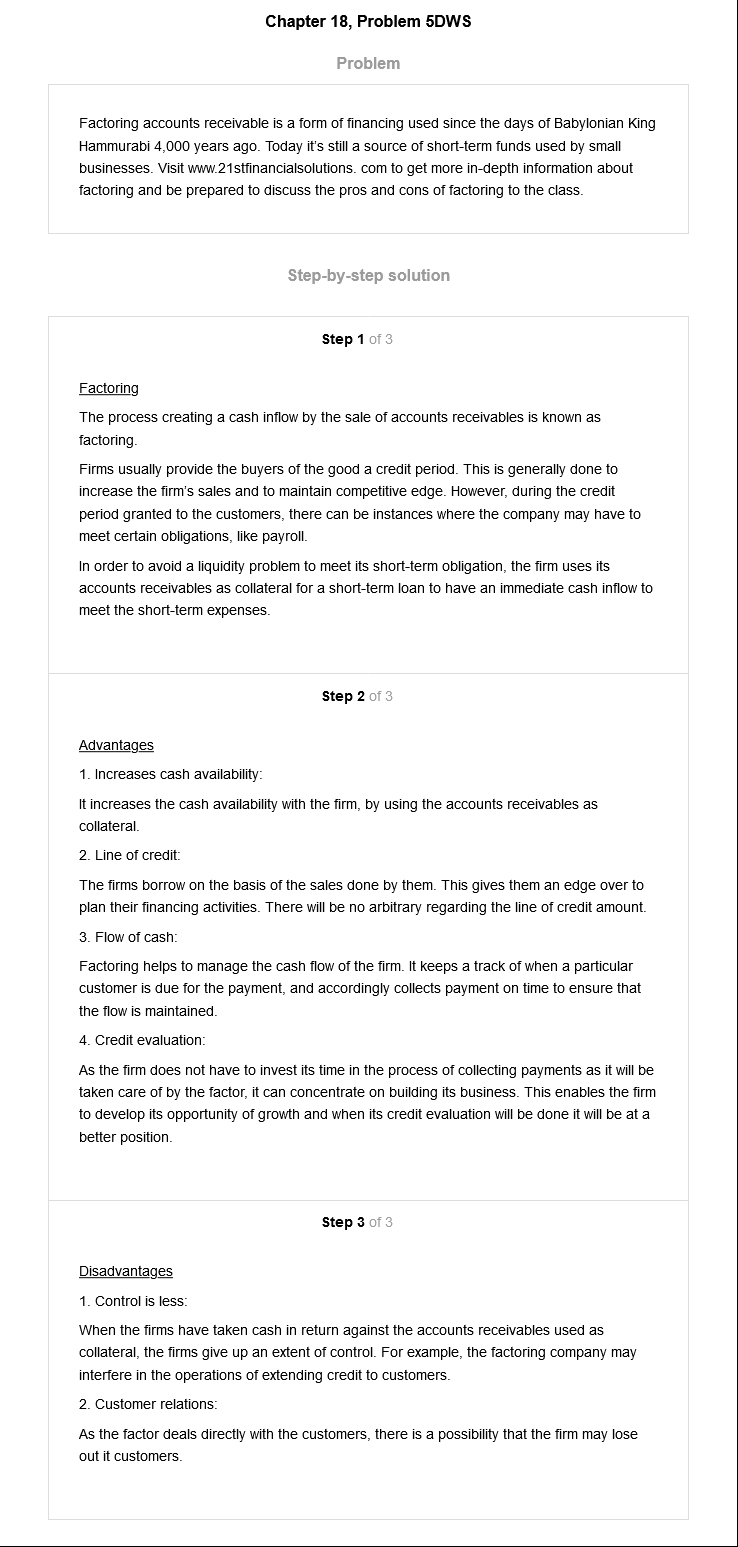 Chapter 18, Problem 5DWS
Problem
Factoring accounts receivable is a form of financing used since the days of Babylonian King
Hammurabi 4,000 years ago. Today it's still a source of short-term funds used by small
businesses. Visit www.21stfinancialsolutions. com to get more in-depth information about
factoring and be prepared to discuss the pros and cons of factoring to the class.
Step-by-step solution
Step 1 of 3
Factoring
The process creating a cash inflow by the sale of accounts receivables is known as
factoring.
Firms usually provide the buyers of the good a credit period. This is generally done to
increase the firm's sales and to maintain competitive edge. However, during the credit
period granted to the customers, there can be instances where the company may have to
meet certain obligations, like payroll.
In order to avoid a liquidity problem to meet its short-term obligation, the firm uses its
accounts receivables as collateral for a short-term loan to have an immediate cash inflow to
meet the short-term expenses.
Step 2 of 3
Advantages
1. Increases cash availability:
It increases the cash availability with the firm, by using the accounts receivables as
collateral.
2. Line of credit:
The firms borrow on the basis of the sales done by them. This gives them an edge over to
plan their financing activities. There will be no arbitrary regarding the line of credit amount.
3. Flow of cash:
Factoring helps to manage the cash flow of the firm. It keeps a track of when a particular
customer is due for the payment, and accordingly collects payment on time to ensure that
the flow is maintained.
4. Credit evaluation:
As the firm does not have to invest its time in the process of collecting payments as it will be
taken care of by the factor, it can concentrate on building its business. This enables the firm
to develop its opportunity of growth and when its credit evaluation will be done it will be at a
better position.
Step 3 of 3
Disadvantages
1. Control is less:
When the firms have taken cash in return against the accounts receivables used as
collateral, the firms give up an extent of control. For example, the factoring company may
interfere in the operations of extending credit to customers.
2. Customer relations:
As the factor deals directly with the customers, there is a possibility that the firm may lose
out it customers.